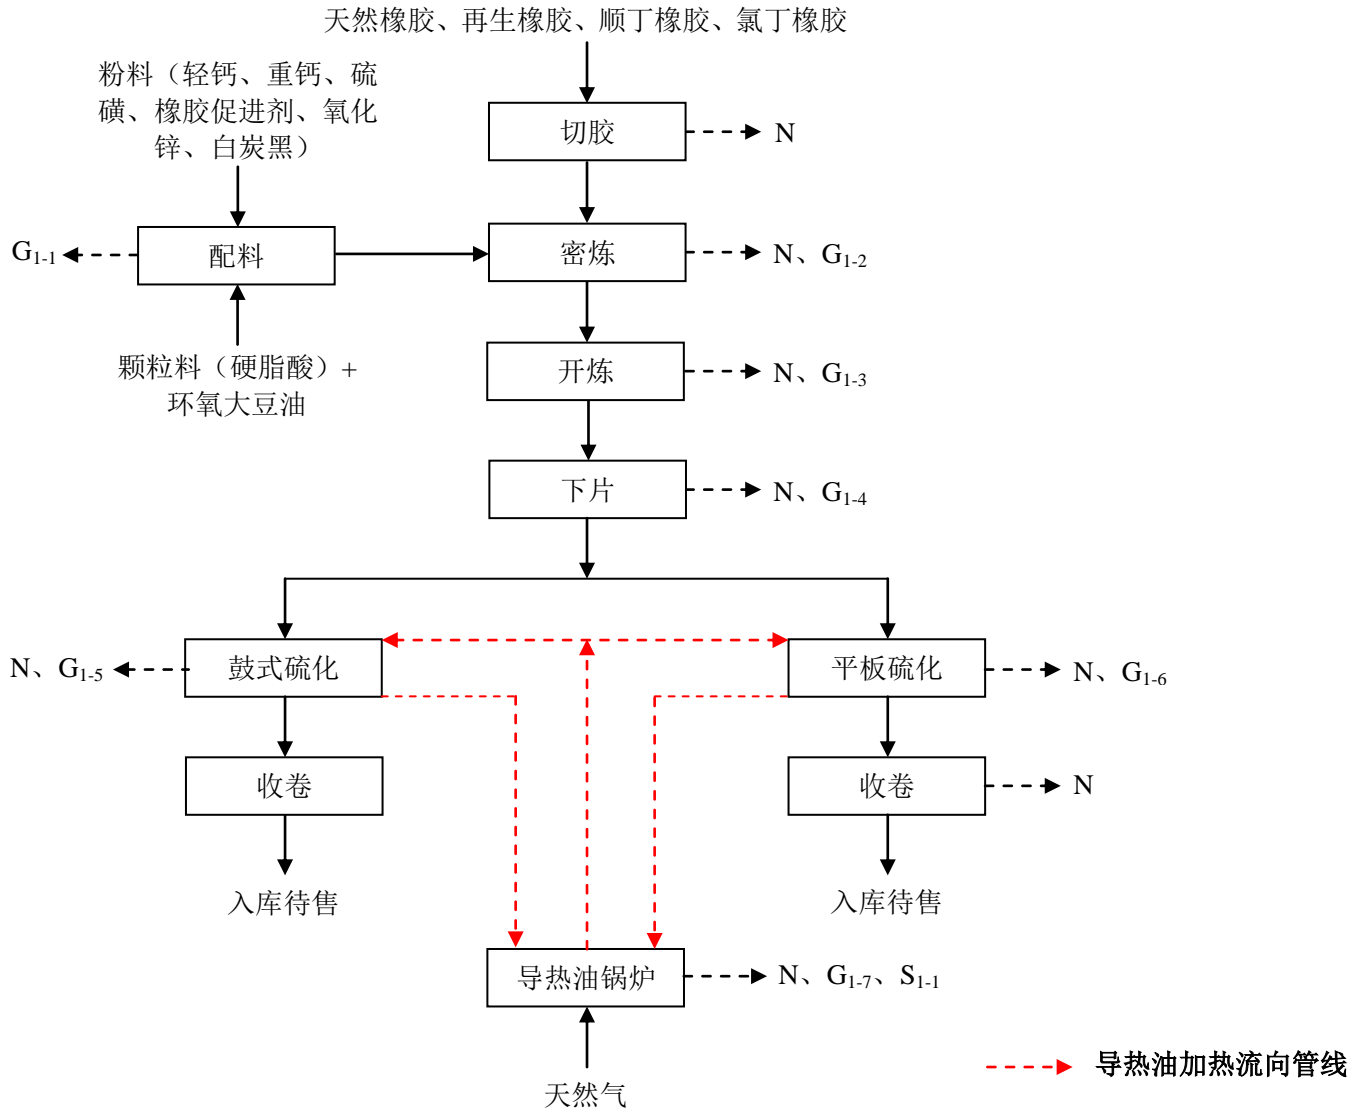 天然橡胶、再生橡胶、顺丁橡胶、氯丁橡胶
粉料（轻钙、重钙、硫
磺、橡胶促进剂、氧化
锌、白炭黑）
切胶
N
G1-1
配料
密炼
N、G1-2
颗粒料（硬脂酸）+
环氧大豆油
开炼
N、G1-3
下片
N、G1-4
N、G1-5
鼓式硫化
平板硫化
N、G1-6
收卷
收卷
N
入库待售
入库待售
导热油锅炉
N、G1-7、S1-1
天然气
导热油加热流向管线